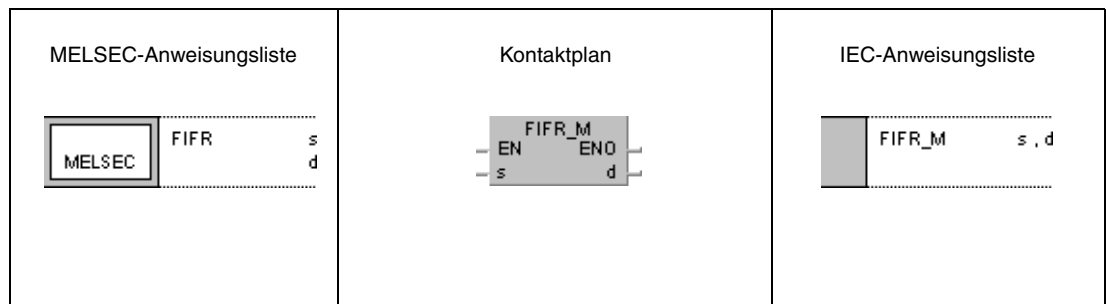 MELSEC-Anweisungsliste
MELSEC
FIFR s
d
Kontaktplan
FIFR_M
EN ENO
s d
IEC-Anweisungsliste
FIFR_M s , d